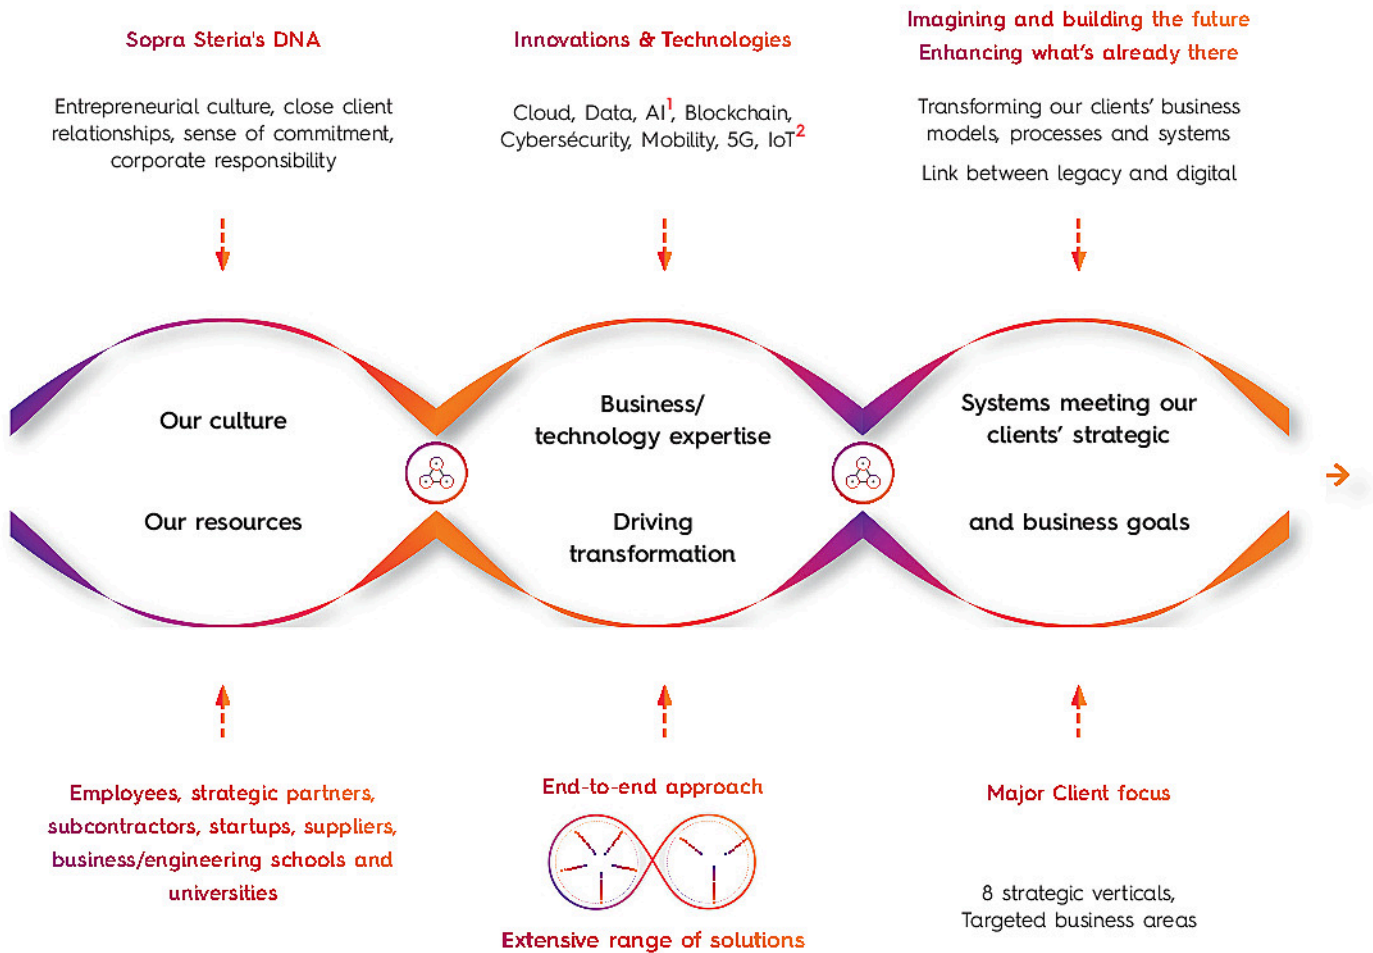 Sopra Steria's DNA
Entrepreneurial culture, close client
relationships, sense of commitment,
corporate responsibility
Innovations & Technologies
Cloud, Data, AI1, Blockchain,
Cybersécurity, Mobility, 5G, IoT2
Imagining and building the future
Enhancing what's already there
Transforming our clients' business
models, processes and systems
Link between legacy and digital
Our culture
Our resources
Business/
technology expertise
Driving
transformation
Systems meeting our
clients' strategic
and business goals
Employees, strategic partners,
subcontractors, startups, suppliers,
business/engineering schools and
universities
End-to-end approach
Extensive range of solutions
Major Client focus
8 strategic verticals,
Targeted business areas